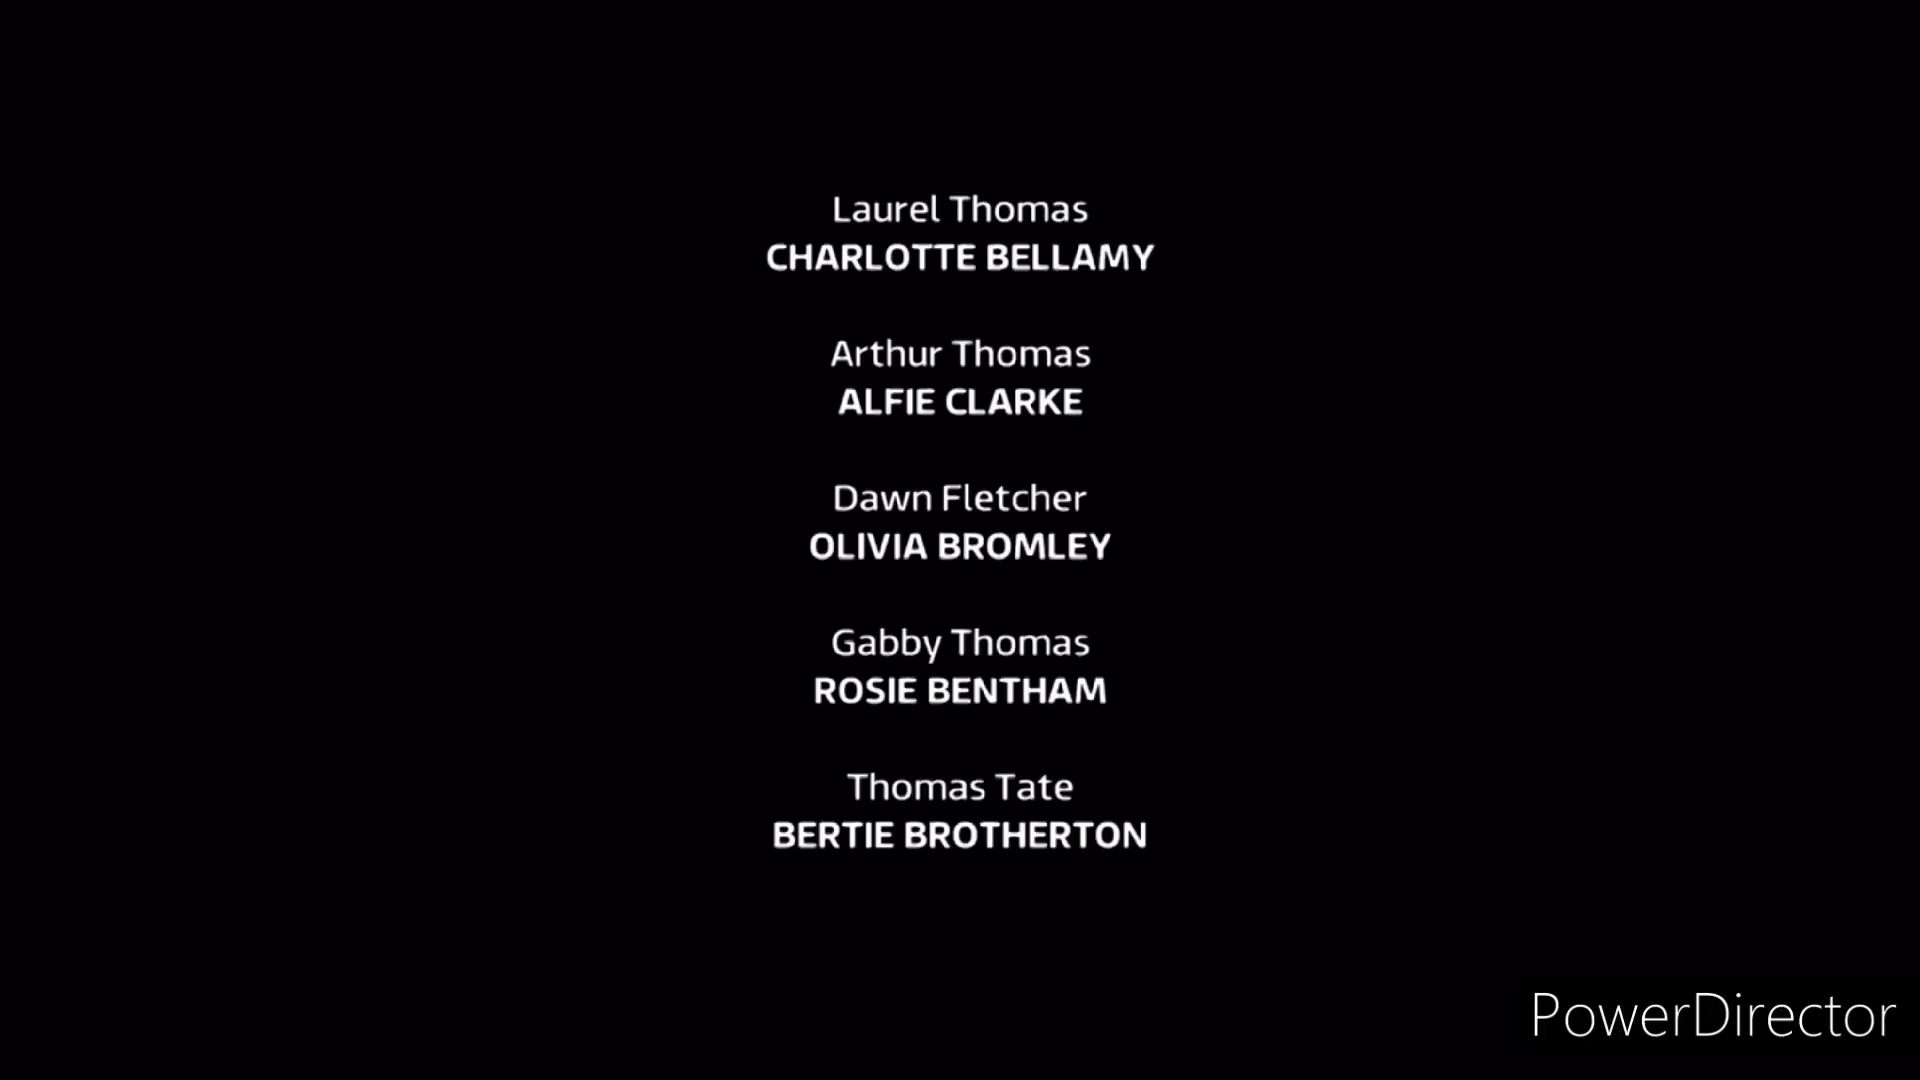 Laurel Thomas
CHARLOTTE BELLAMY
Arthur Thomas
ALFIE CLARKE
Dawn Fletcher
OLIVIA BROMLEY
Gabby Thomas
ROSIE BENTHAM
Thomas Tate
BERTIE BROTHERTON
PowerDirector